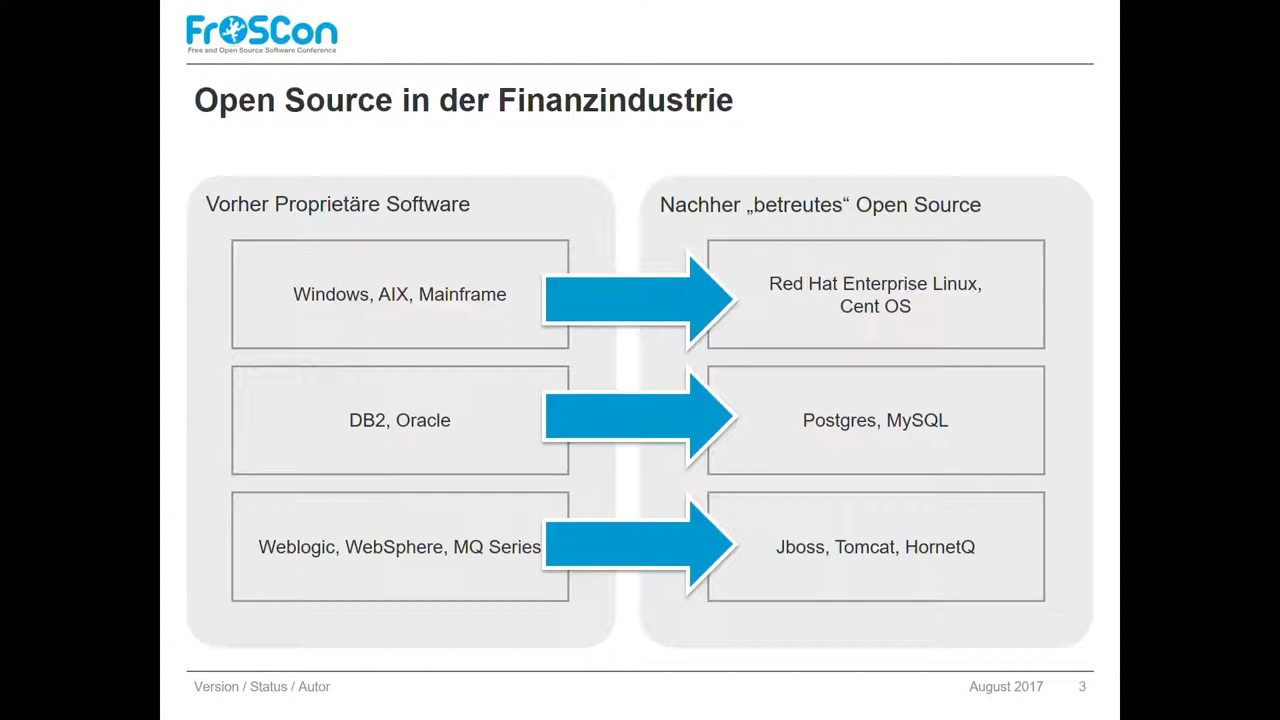 FrOSCon
Free and Open Source Software Conference
Open Source in der Finanzindustrie
Vorher Proprietäre Software
Windows, AIX, Mainframe
DB2, Oracle
Weblogic, WebSphere, MQ Series
Nachher „betreutes“ Open Source
Red Hat Enterprise Linux,
Cent OS
Postgres, MySQL
Jboss, Tomcat, HornetQ
Version / Status / Autor
August 2017
3